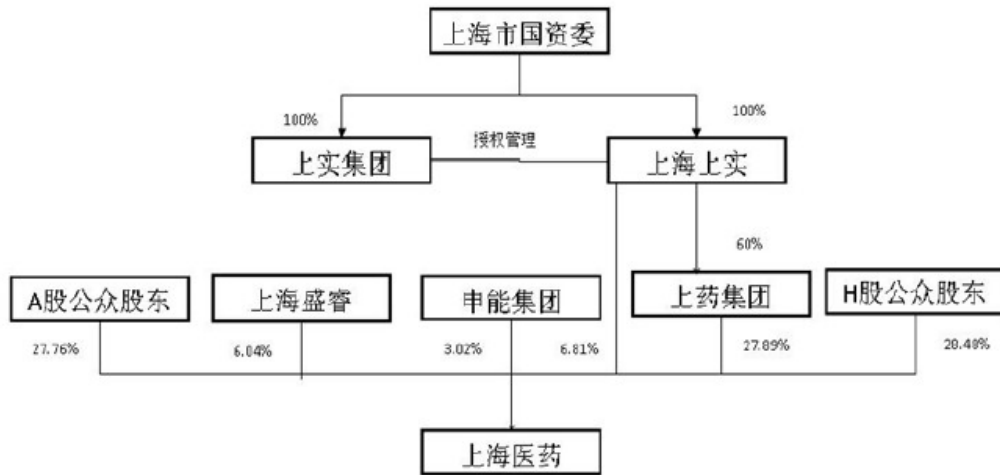 上海市国资委
100%
100%
授权管理
上实集团
上海上实
60%
A股公众股东
上海盛睿
申能集团
上药集团
H股公众股东
27.76%
6.04%
3.02%
6.81%
27.89%
28.48%
上海医药